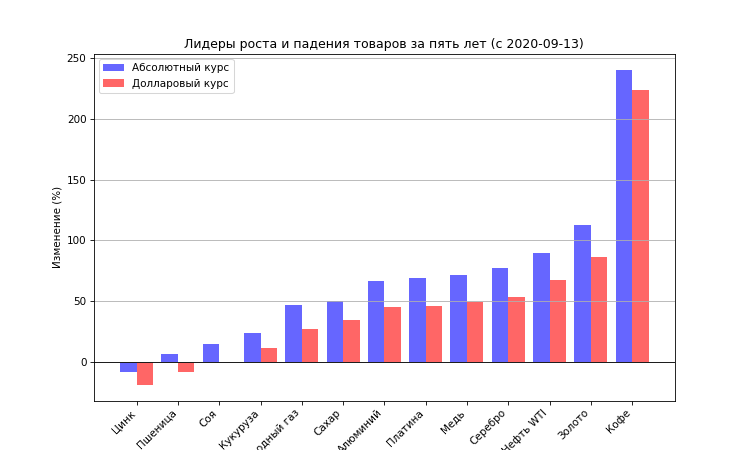 Лидеры роста и падения товаров за пять лет (с 2020-09-13)
Абсолютный курс
Долларовый курс
Изменение (%)
250
200
150
100
50
0
Цинк
Пшеница
Соя
Кукуруза
одный газ
Сахар
Алюминий
Платина
Медь
Серебро
Нефть WTI
Золото
Кофе